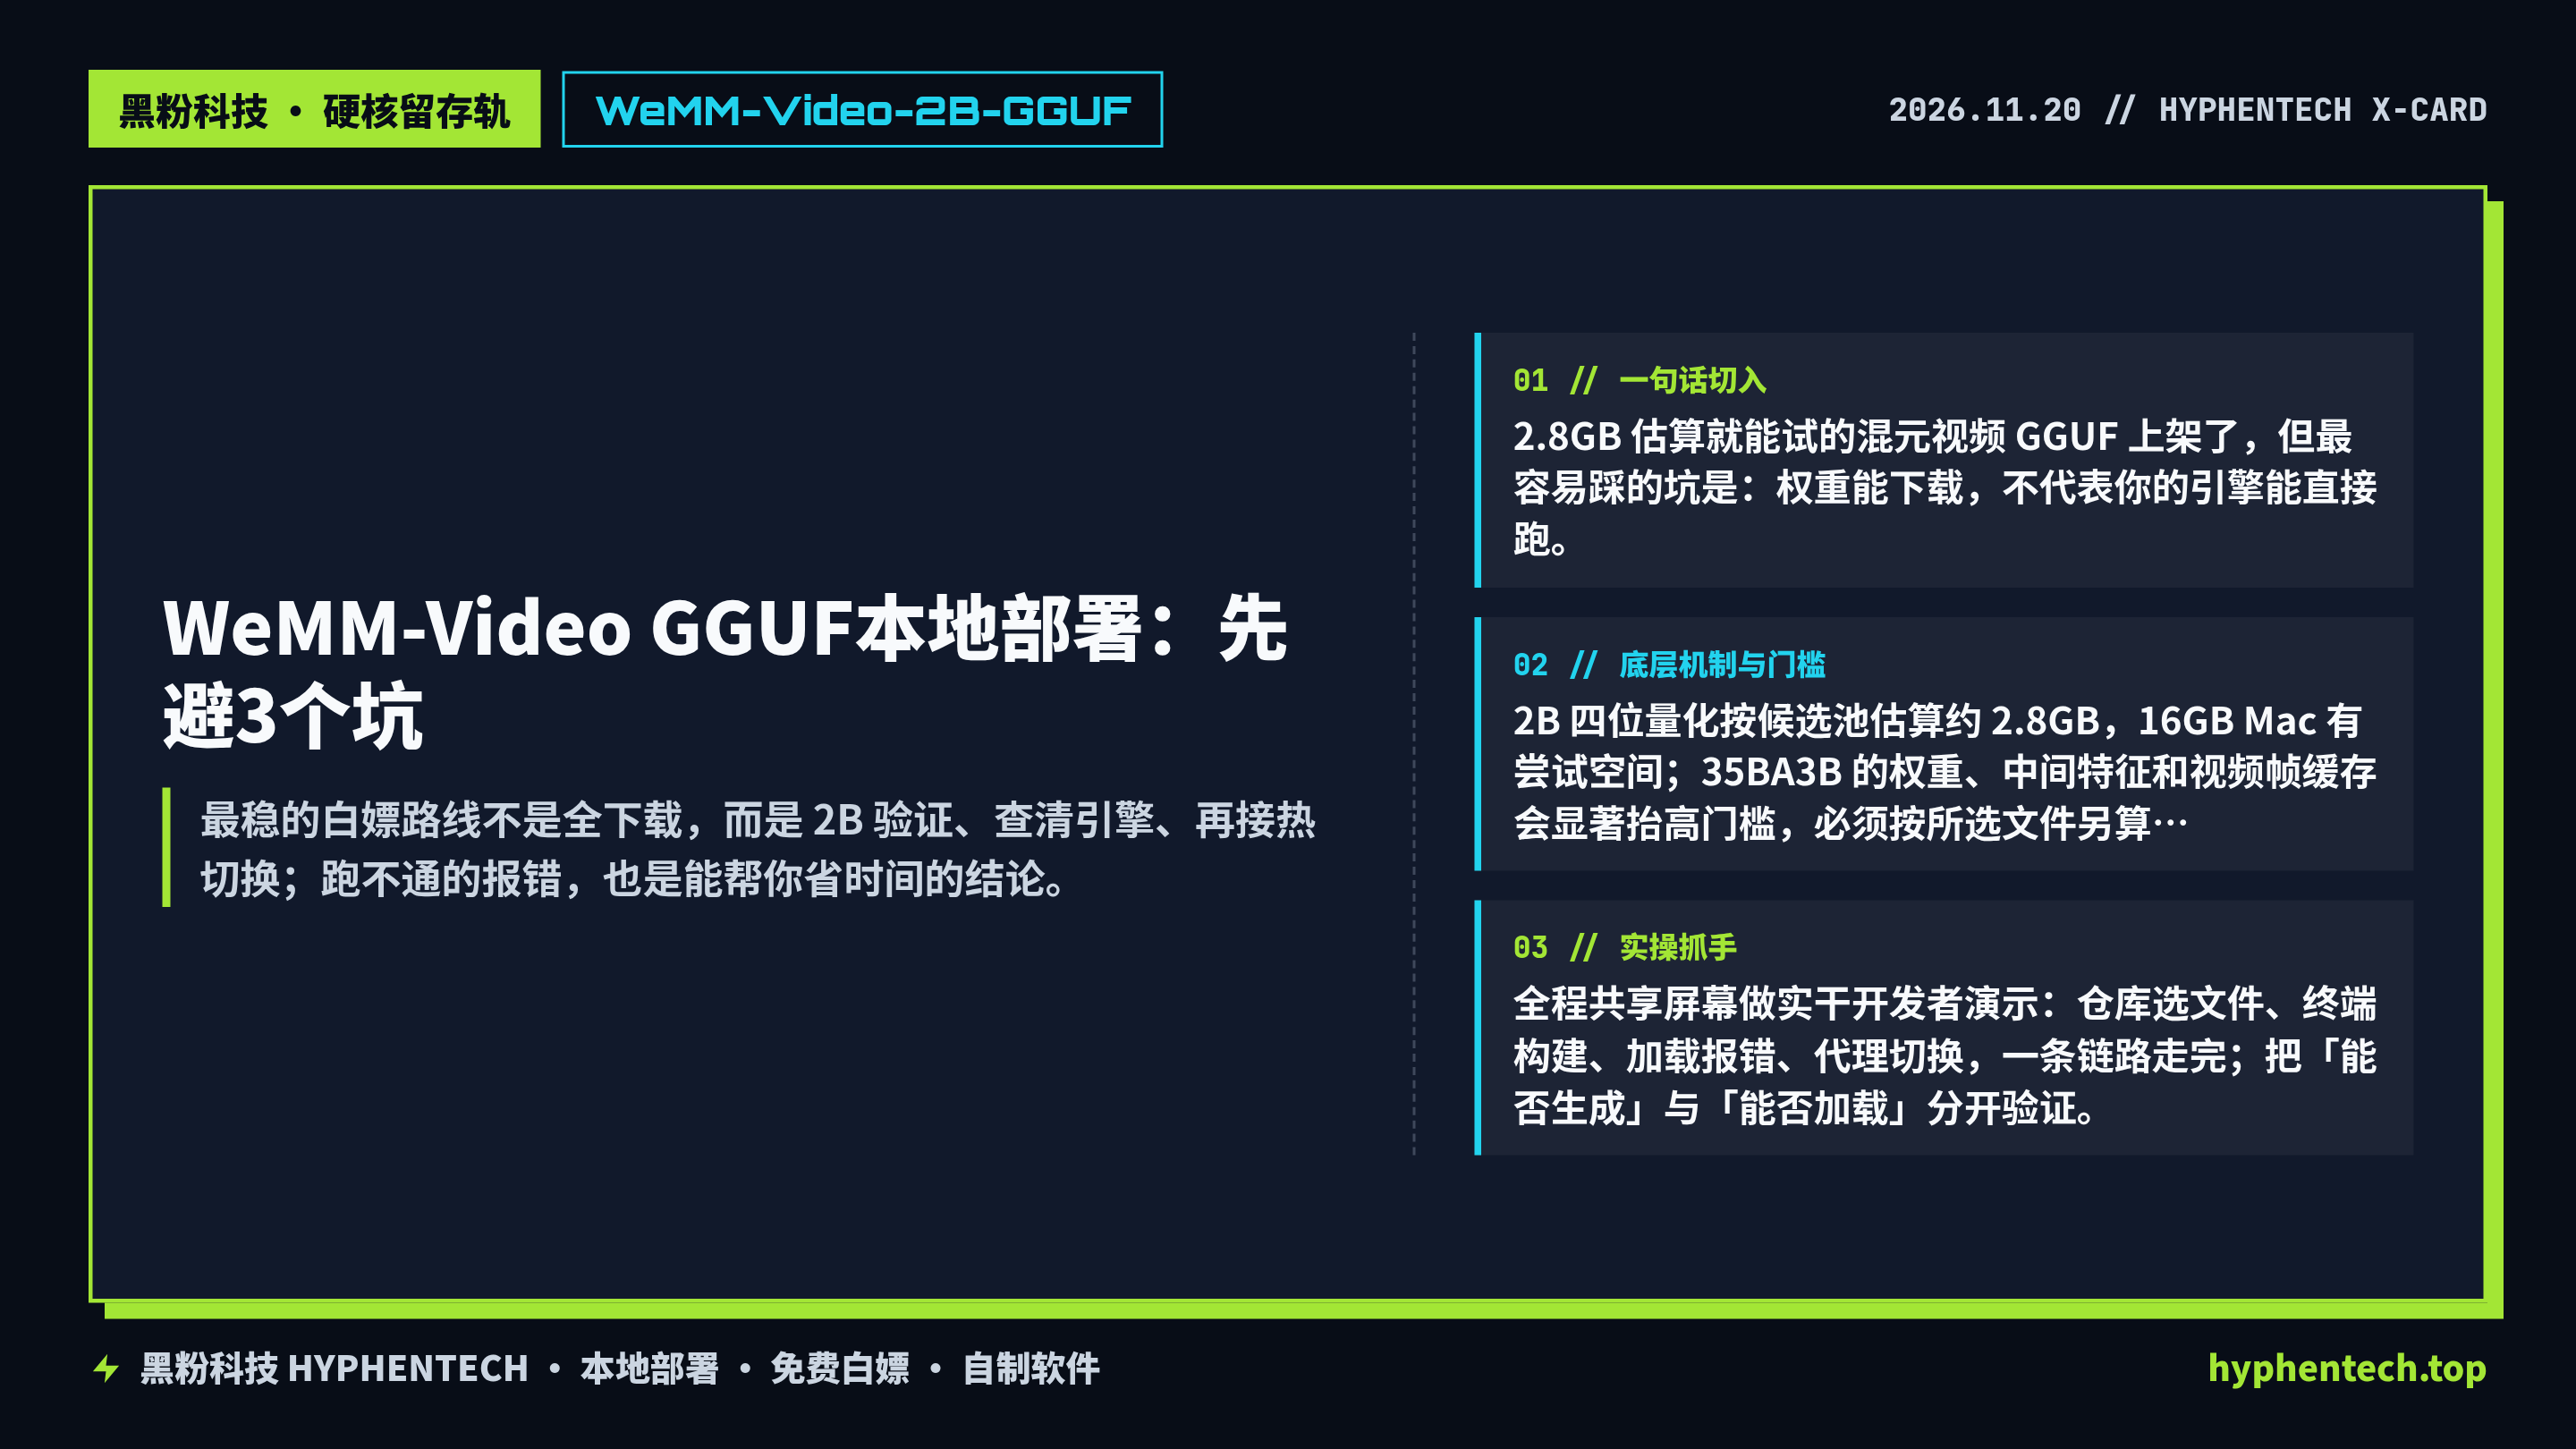 黑粉科技 · 硬核留存轨
WeMM-Video-2B-GGUF
2026.11.20 // HYPHENTECH X-CARD
WeMM-Video GGUF本地部署：先
避3个坑
最稳的白嫖路线不是全下载，而是 2B 验证、查清引擎、再接热
切换；跑不通的报错，也是能帮你省时间的结论。
01 // 一句话切入
2.8GB 估算就能试的混元视频 GGUF 上架了，但最
容易踩的坑是：权重能下载，不代表你的引擎能直接
跑。
02 // 底层机制与门槛
2B 四位量化按候选池估算约 2.8GB，16GB Mac 有
尝试空间；35BA3B 的权重、中间特征和视频帧缓存
会显著抬高门槛，必须按所选文件另算…
03 // 实操抓手
全程共享屏幕做实干开发者演示：仓库选文件、终端
构建、加载报错、代理切换，一条链路走完；把「能
否生成」与「能否加载」分开验证。
黑粉科技 HYPHENTECH · 本地部署 · 免费白嫖 · 自制软件
hyphentech.top